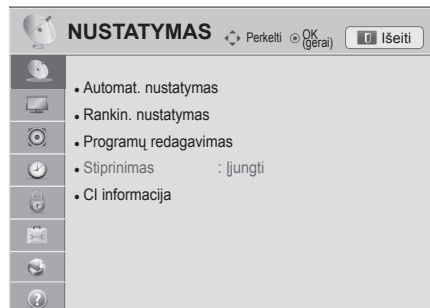 NUSTATYMAS Perkelti OK (gerai) Išeiti
• Automat. nustatymas
• Rankin. nustatymas
• Programų redagavimas
• Stiprinimas : Įjungti
• CI informacija